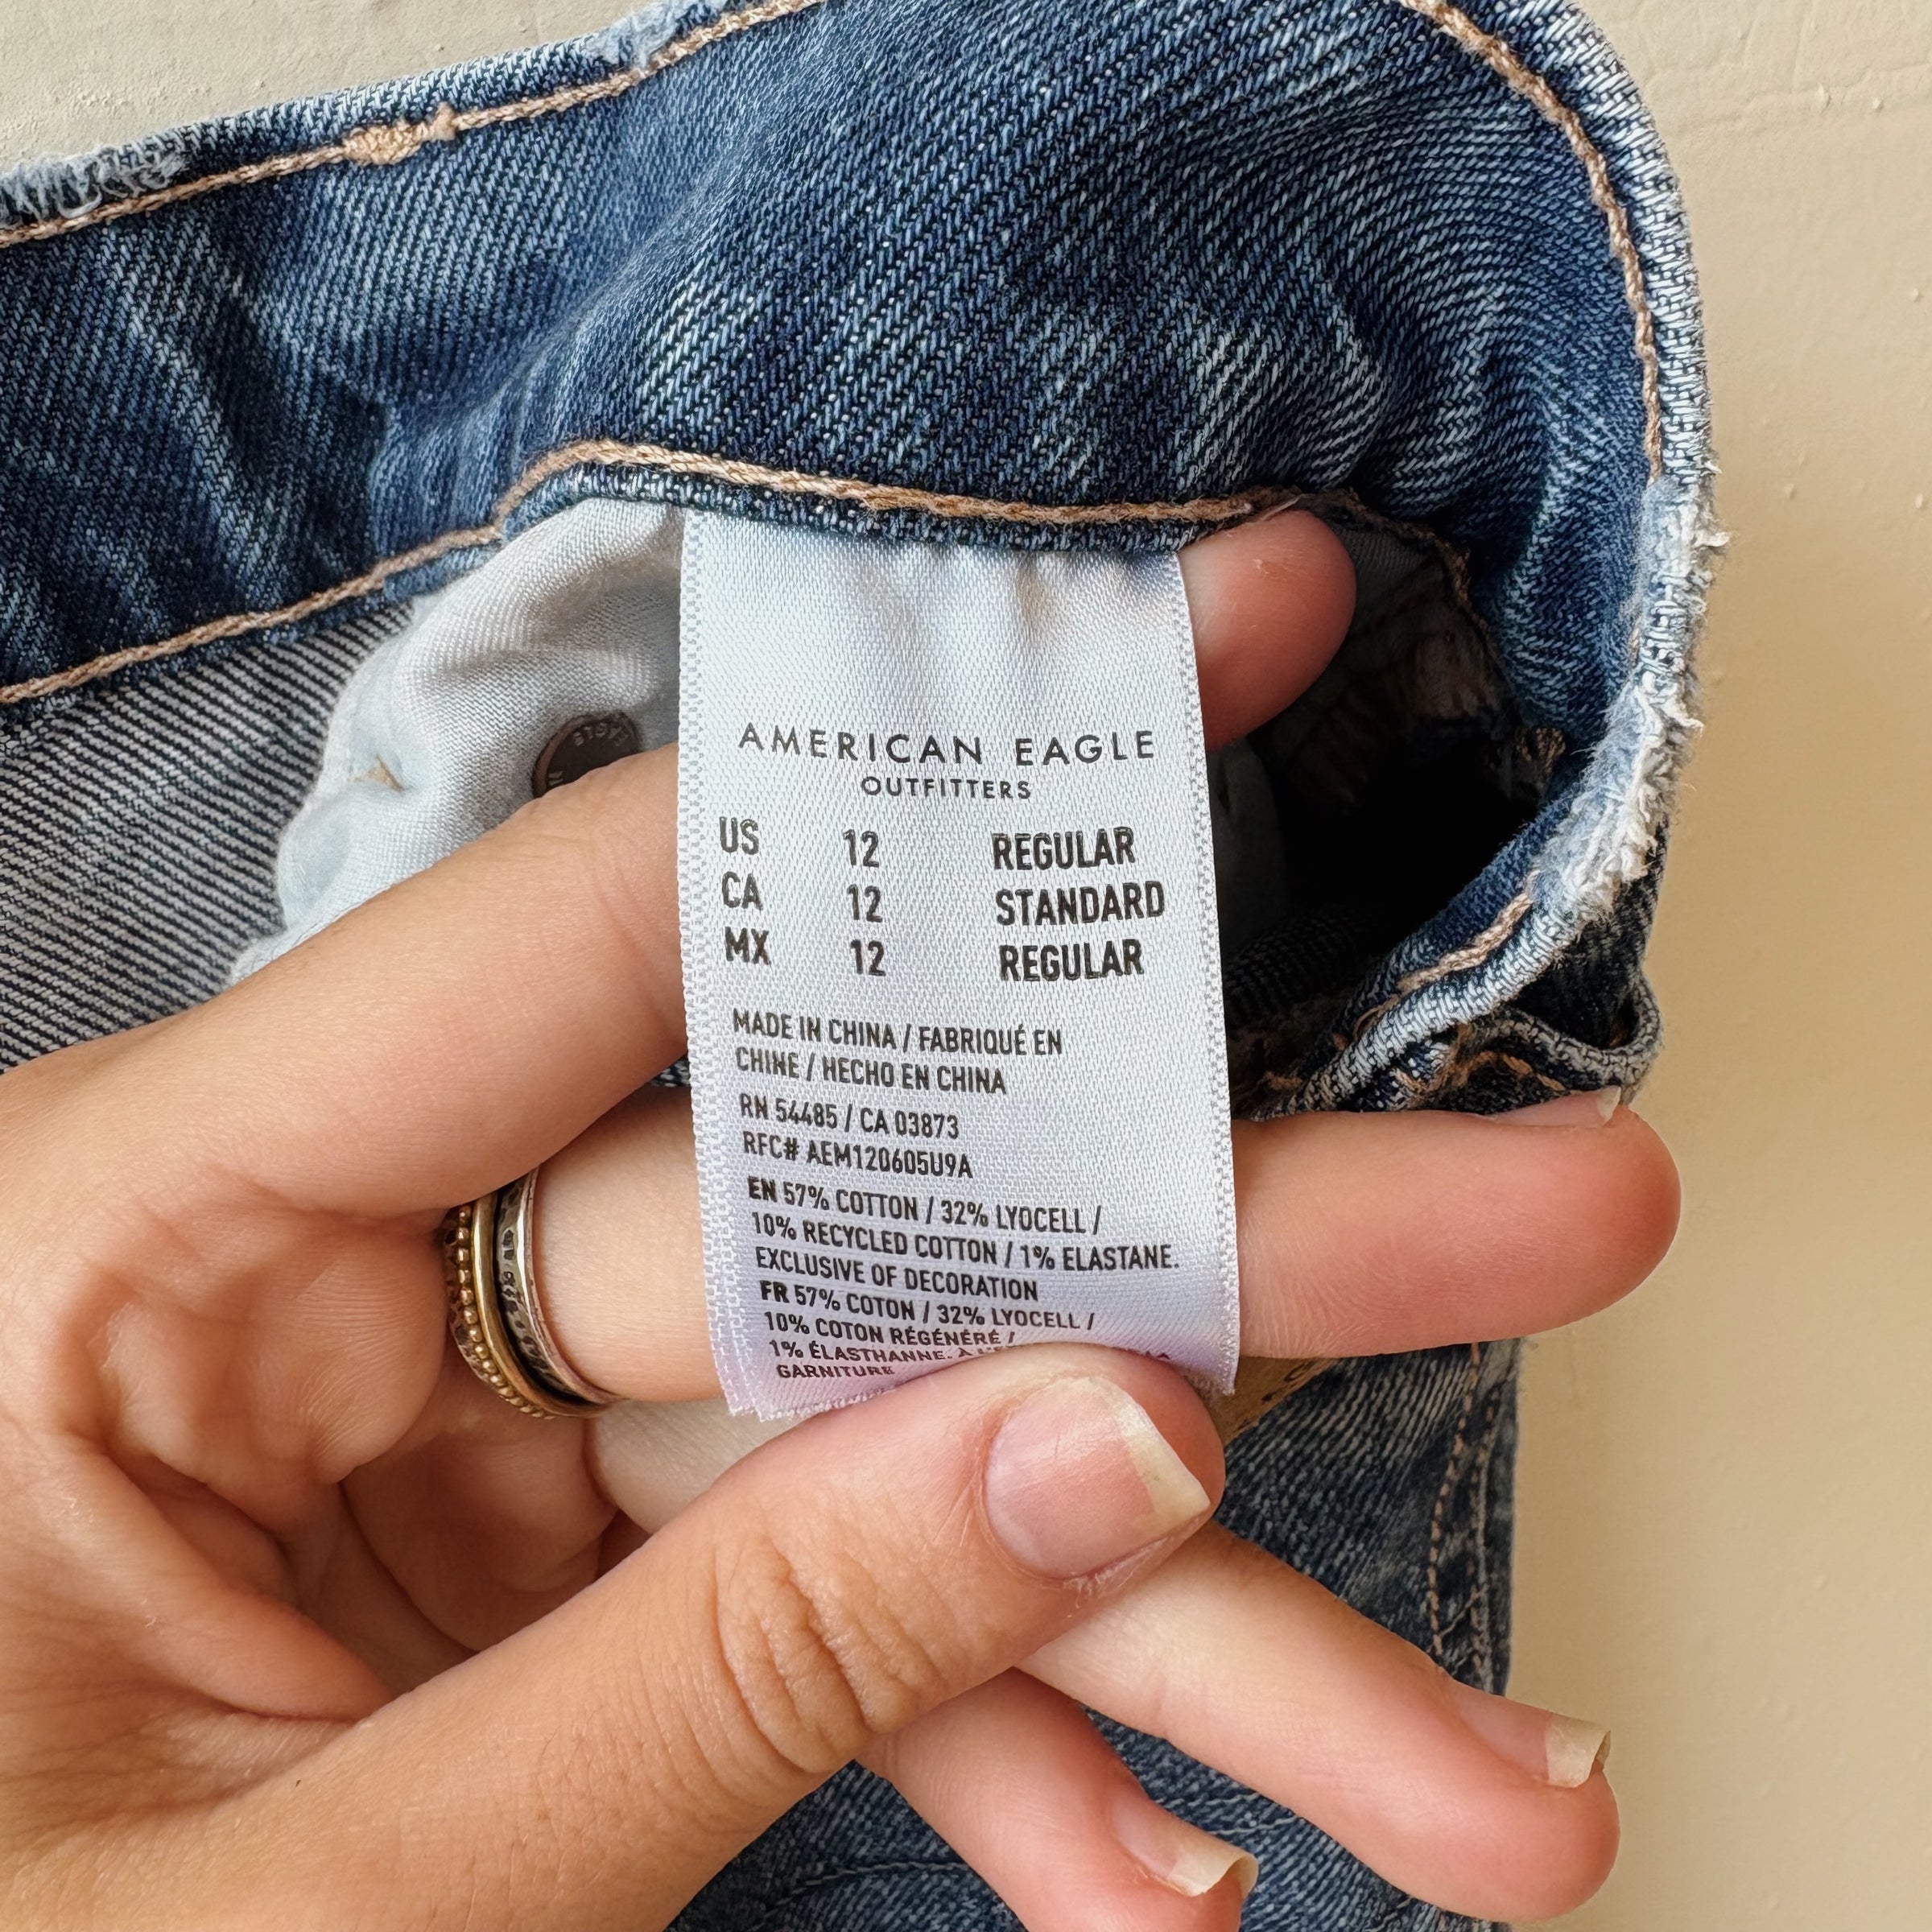 AMERICAN EAGLE
OUTFITTERS
US 12 REGULAR
CA 12 STANDARD
MX 12 REGULAR
MADE IN CHINA / FABRIQUÉ EN
CHINE / HECHO EN CHINA
RN 54485 / CA 03873
RFC# AEM120605U9A
EN 57% COTTON / 32% LYOCELL /
10% RECYCLED COTTON / 1% ELASTANE.
EXCLUSIVE OF DECORATION
FR 57% COTON / 32% LYOCELL /
10% COTON RÉGÉNÉRÉ /
1% ÉLASTHANNE. À
GARNITURE